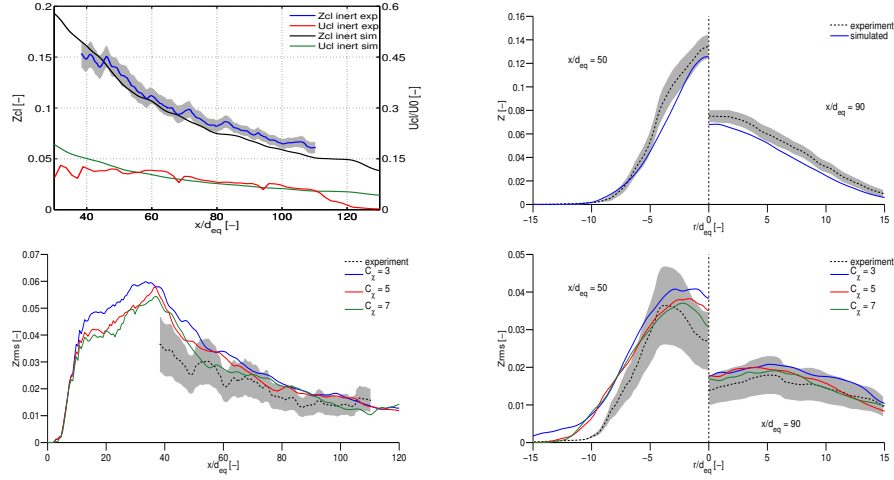 Zcl inert exp
Ucl inert exp
Zcl inert sim
Ucl inert sim
0.2
0.15
0.1
0.05
0
Zcl [-]
0.6
0.45
0.3
0.15
0
Ucl/U0 [-]
40 60 80 100 120
x/d_eq [-]
experiment
simulated
x/d_eq = 50
x/d_eq = 90
0.16
0.14
0.12
0.10
0.08
0.06
0.04
0.02
0
Z [-]
−15 −10 −5 0 5 10 15
r/d_eq [-]
experiment
C_χ = 3
C_χ = 5
C_χ = 7
0.07
0.06
0.05
0.04
0.03
0.02
0.01
0
Zrms [-]
0 20 40 60 80 100 120
x/d_eq [-]
experiment
C_χ = 3
C_χ = 5
C_χ = 7
x/d_eq = 50
x/d_eq = 90
0.05
0.04
0.03
0.02
0.01
0
Zrms [-]
−15 −10 −5 0 5 10 15
r/d_eq [-]